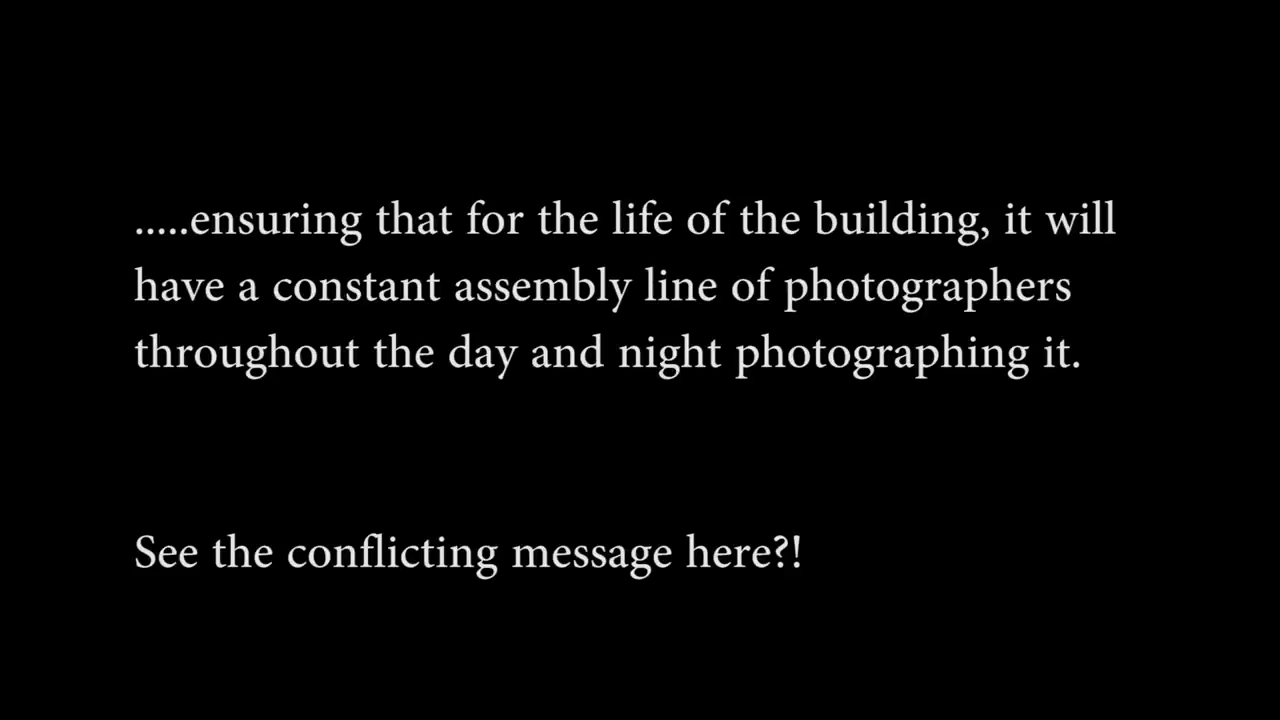 .....ensuring that for the life of the building, it will
have a constant assembly line of photographers
throughout the day and night photographing it.
See the conflicting message here?!